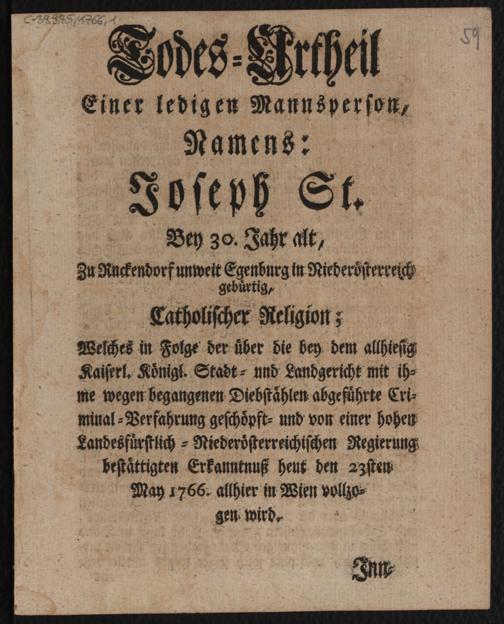 C-39.975/1766,1
59
Todes-Urtheil
Einer ledigen Mannsperson,
Namens:
Joseph St.
Bey 30. Jahr alt,
Zu Ruckendorf unweit Egenburg in Niederösterreich
gebürtig,
Catholischer Religion;
Welches in Folge der über die bey dem allhiesig
Kaiserl. Königl. Stadt- und Landgericht mit ih-
me wegen begangenen Diebstählen abgeführte Cri-
minal-Verfahrung geschöpft- und von einer hohen
Landesfürstlich-Niederösterreichischen Regierung
bestättigten Erkanntnuß heut den 23sten
May 1766. allhier in Wien vollzo-
gen wird.
Inn-